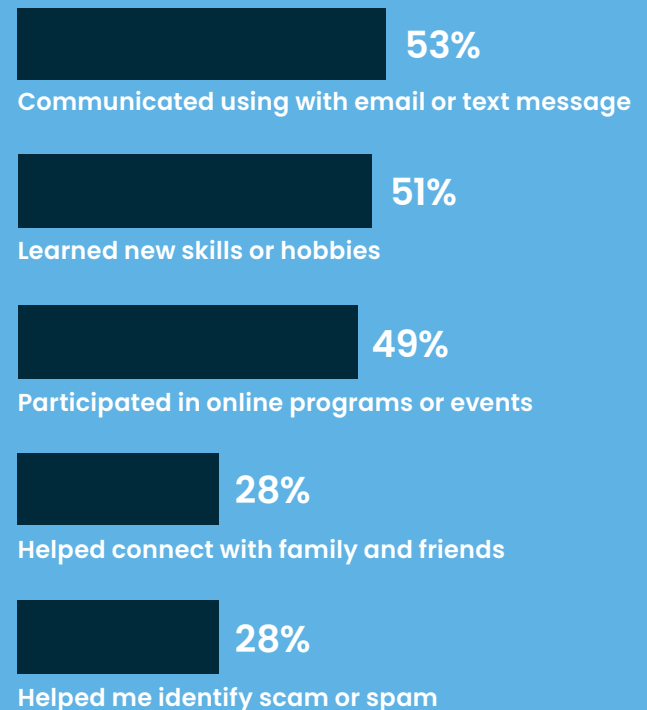 53%
Communicated using with email or text message
51%
Learned new skills or hobbies
49%
Participated in online programs or events
28%
Helped connect with family and friends
28%
Helped me identify scam or spam